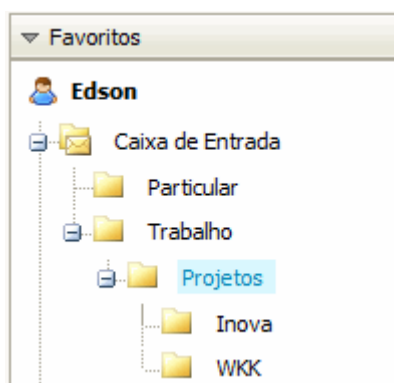 Favoritos
Edson
Caixa de Entrada
Particular
Trabalho
Projetos
Inova
WKK